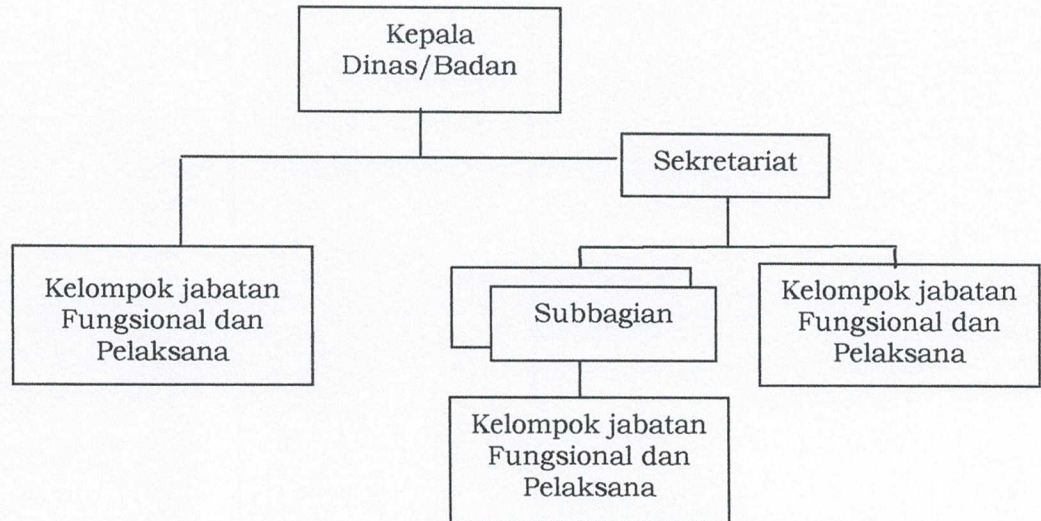 Kepala
Dinas/Badan
Sekretariat
Kelompok jabatan
Fungsional dan
Pelaksana
Subbagian
Kelompok jabatan
Fungsional dan
Pelaksana
Kelompok jabatan
Fungsional dan
Pelaksana